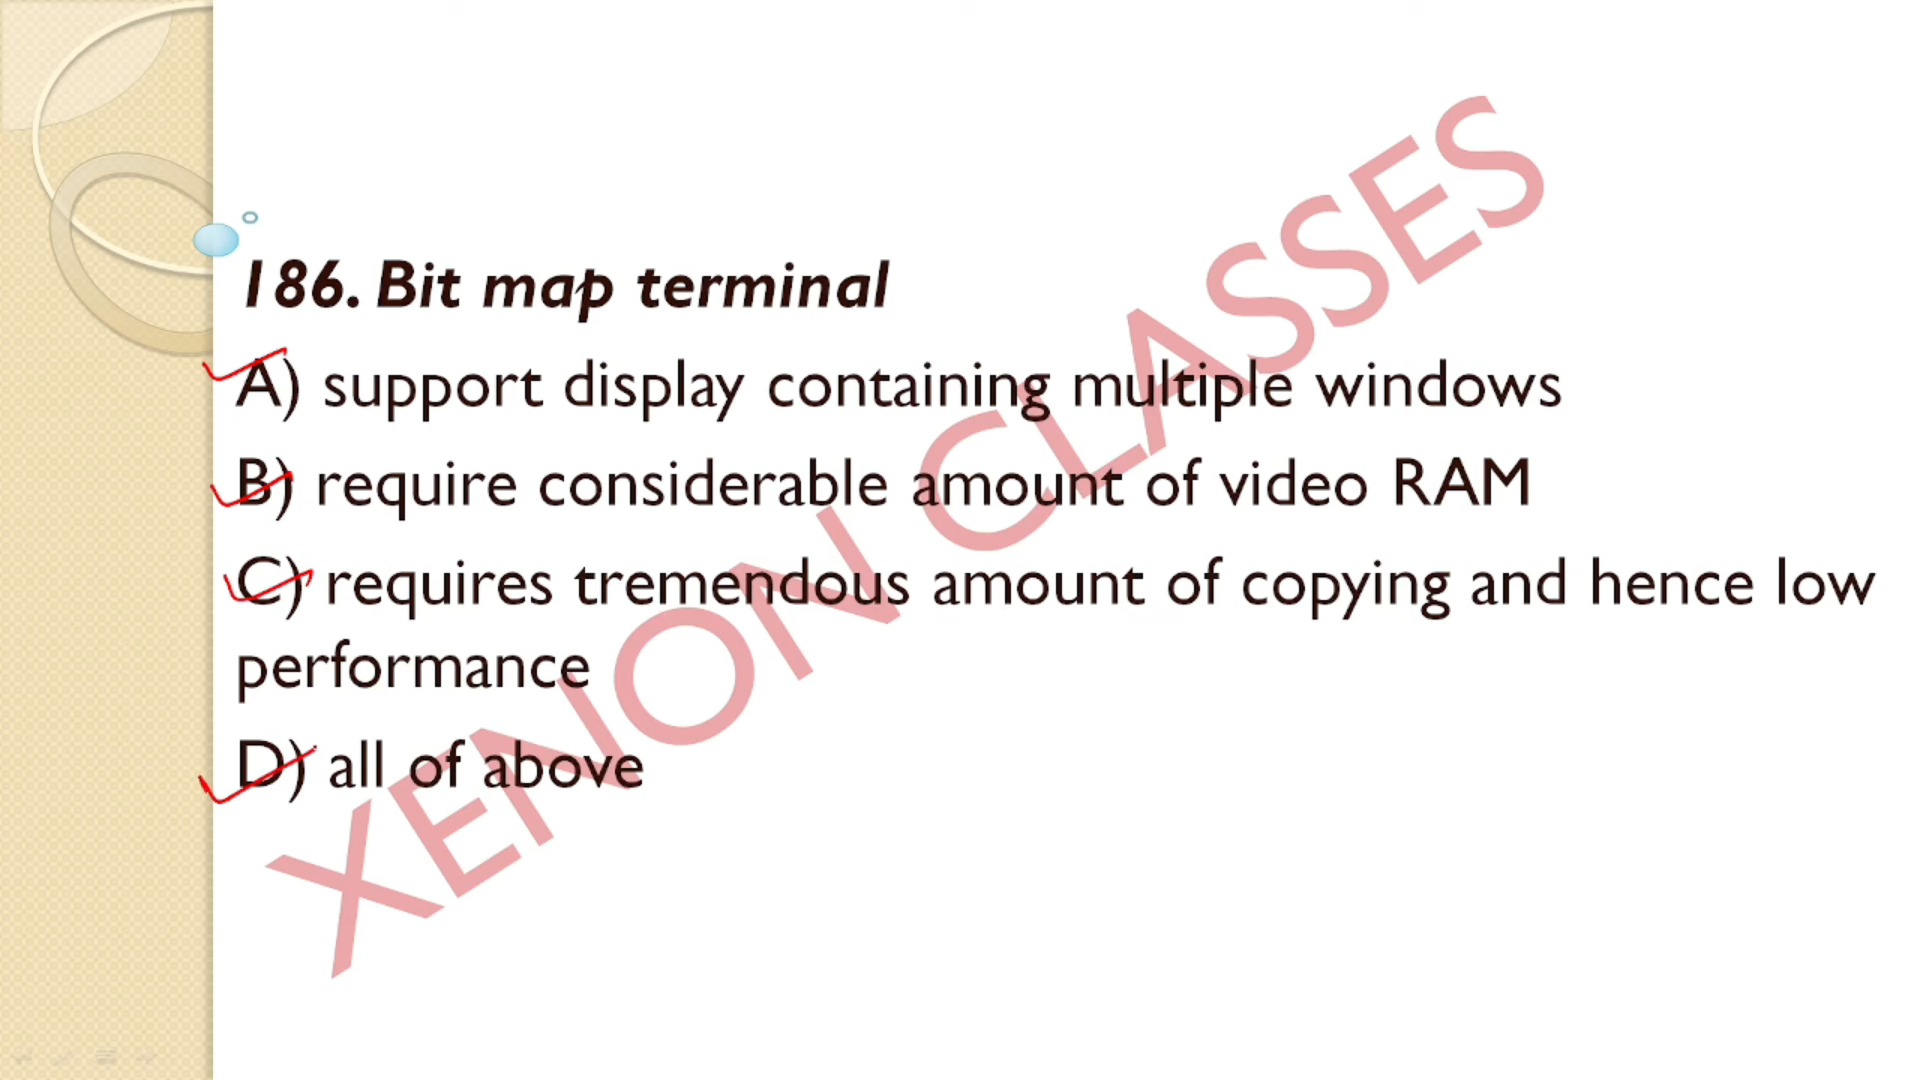 186. Bit map terminal
A) support display containing multiple windows
B) require considerable amount of video RAM
C) requires tremendous amount of copying and hence low
performance
D) all of above
XENON CLASSES